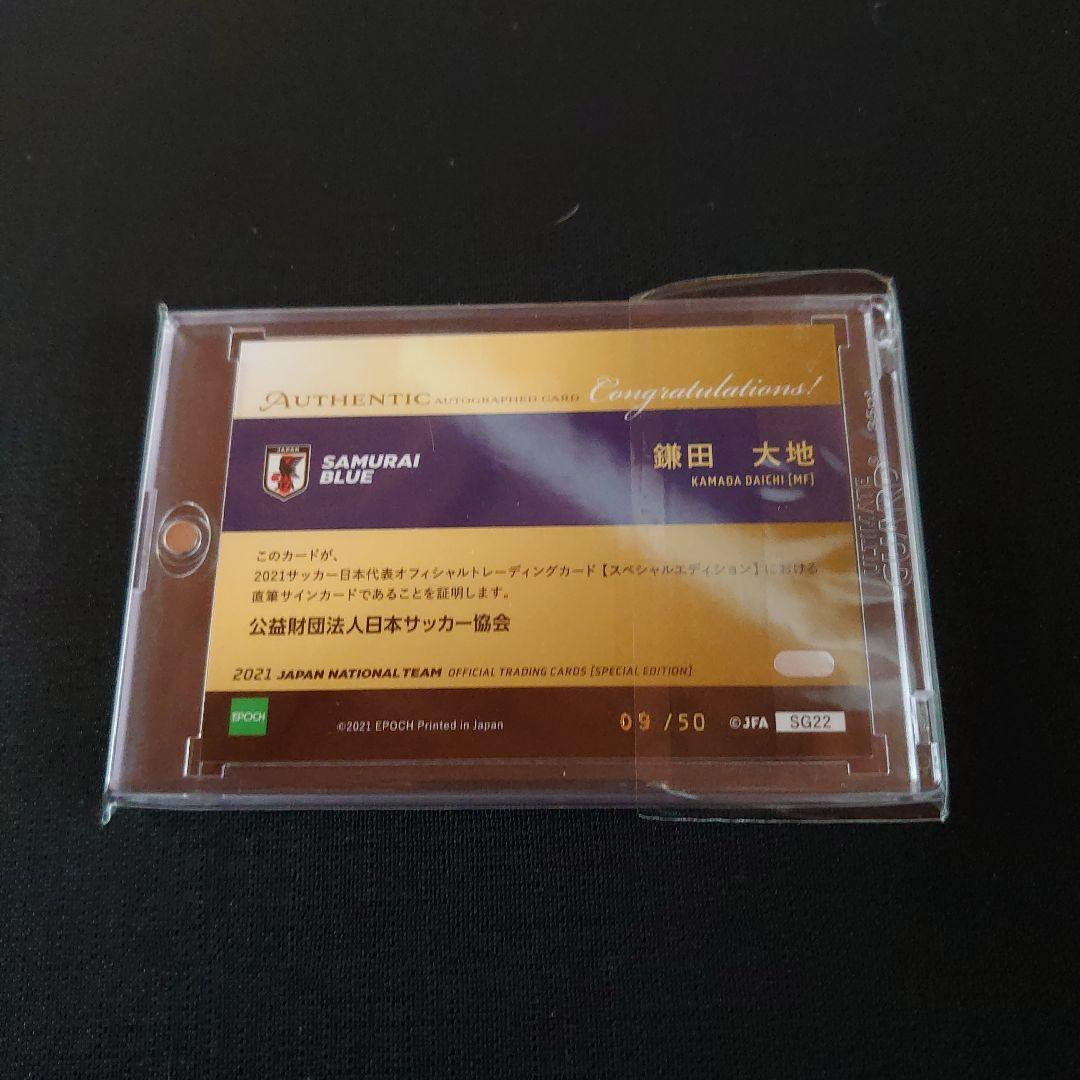 AUTHENTIC AUTOGRAPHED CARD Congratulations!
JAPAN
JFA
SAMURAI
BLUE
鎌田 大地
KAMADA DAICHI [MF]
このカードが、
2021サッカー日本代表オフィシャルトレーディングカード【スペシャルエディション】における
直筆サインカードであることを証明します。
公益財団法人日本サッカー協会
2021 JAPAN NATIONAL TEAM OFFICIAL TRADING CARDS [SPECIAL EDITION]
EPOCH
©2021 EPOCH Printed in Japan
09 /50
©JFA
SG22
ULTIMATE
GUARD